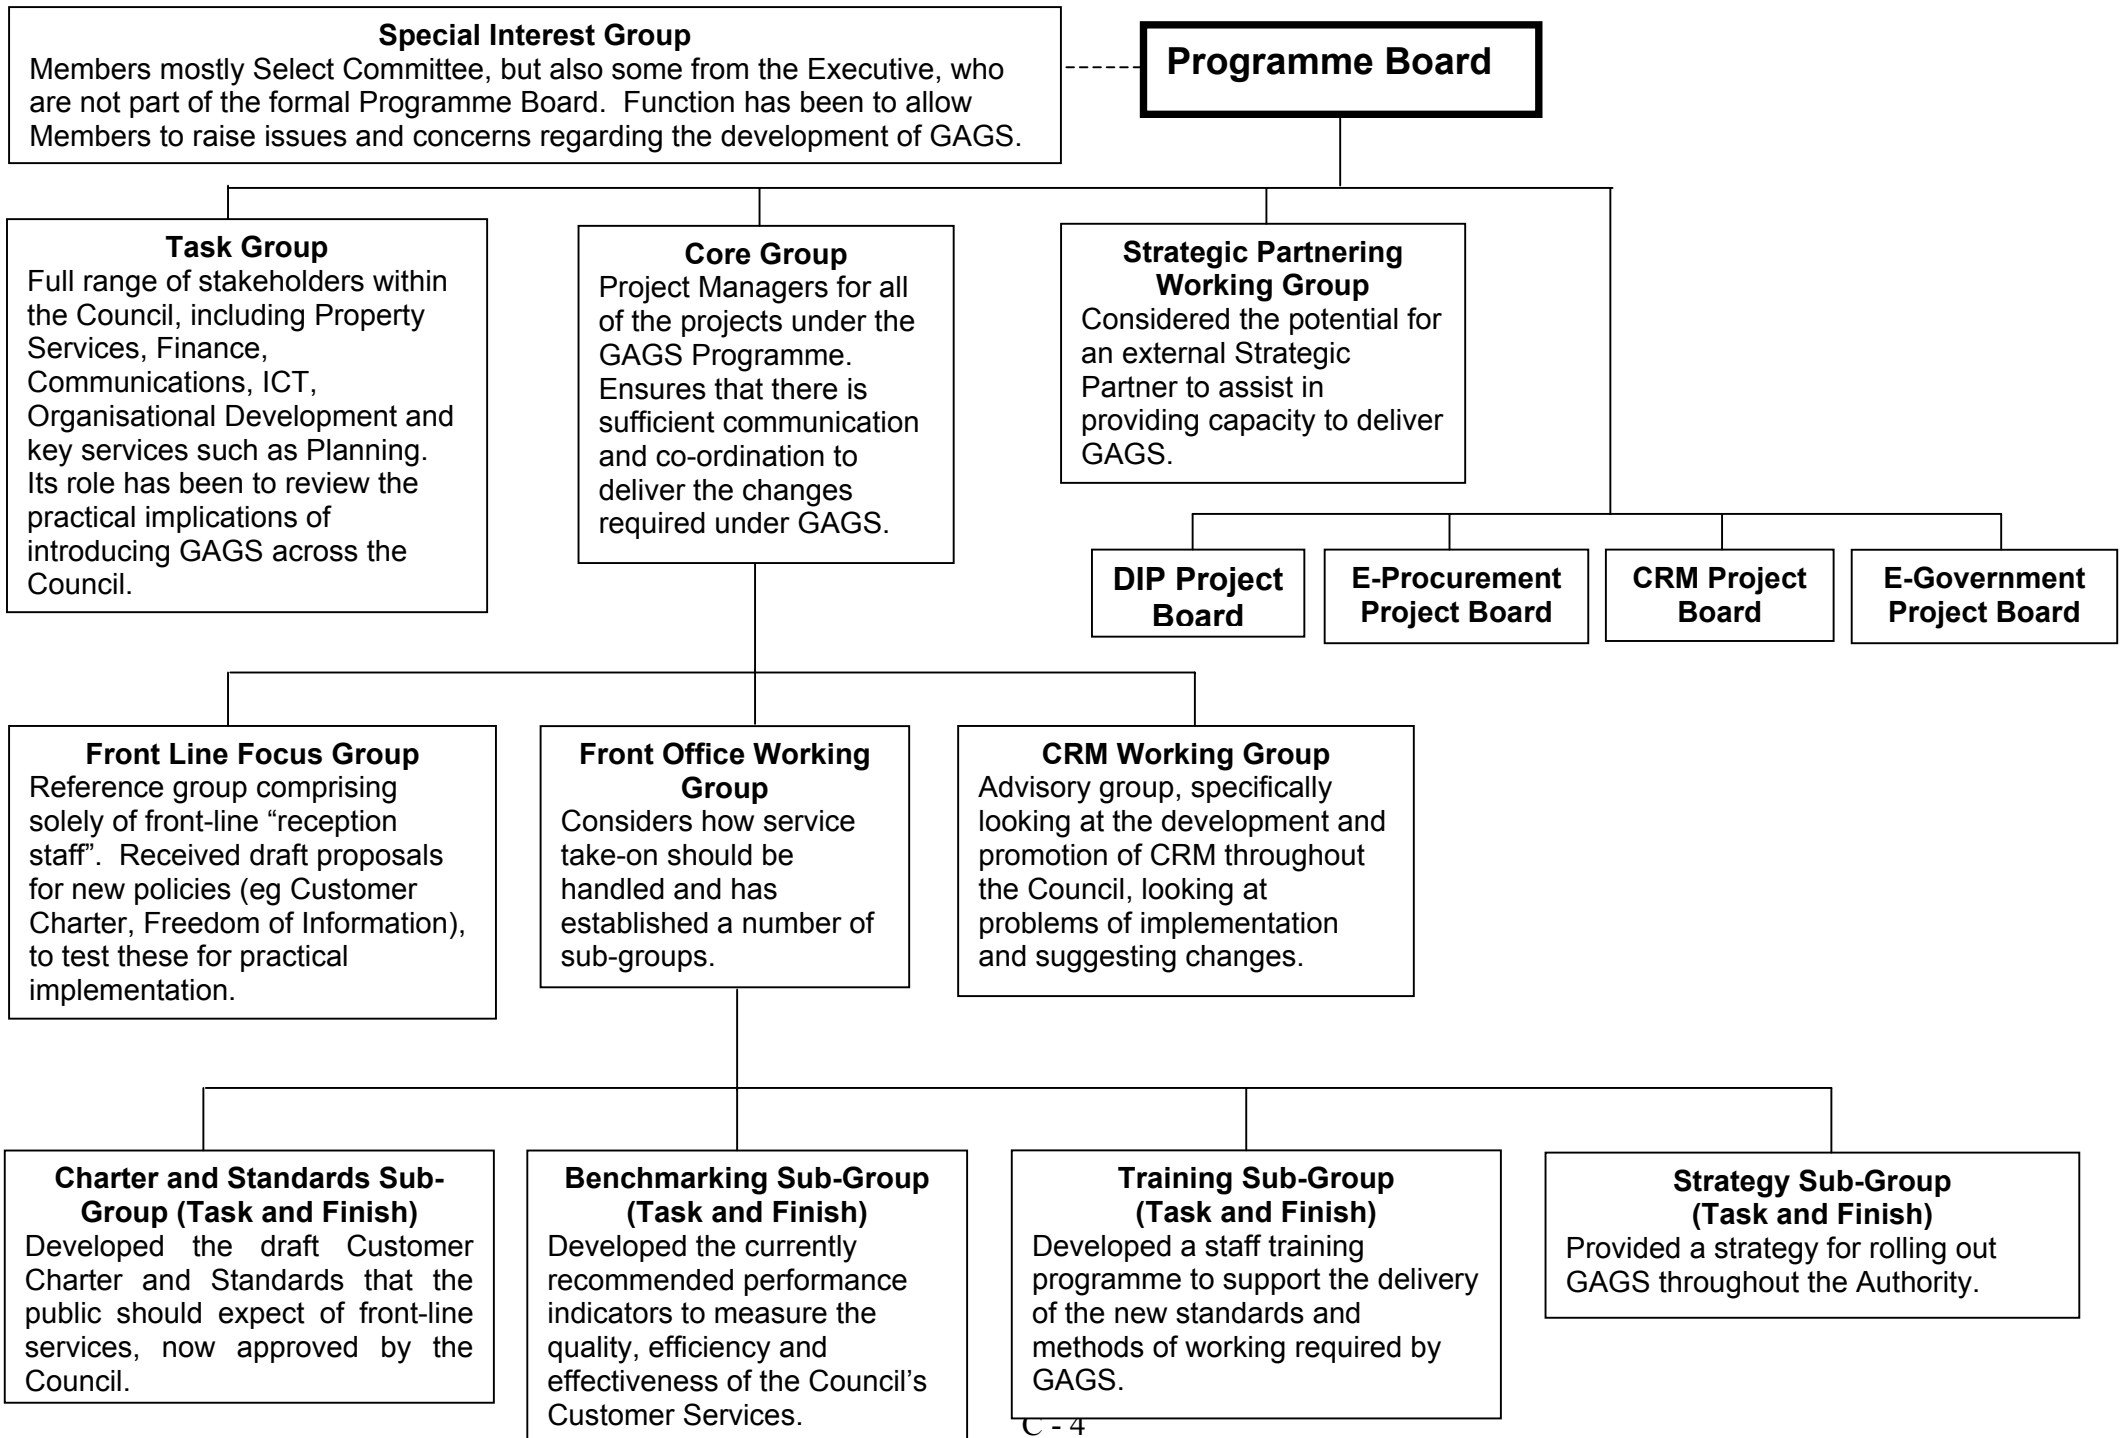 Special Interest Group
Members mostly Select Committee, but also some from the Executive, who
are not part of the formal Programme Board.  Function has been to allow
Members to raise issues and concerns regarding the development of GAGS.
Programme Board
Task Group
Full range of stakeholders within
the Council, including Property
Services, Finance,
Communications, ICT,
Organisational Development and
key services such as Planning.
Its role has been to review the
practical implications of
introducing GAGS across the
Council.
Core Group
Project Managers for all
of the projects under the
GAGS Programme.
Ensures that there is
sufficient communication
and co-ordination to
deliver the changes
required under GAGS.
Strategic Partnering
Working Group
Considered the potential for
an external Strategic
Partner to assist in
providing capacity to deliver
GAGS.
DIP Project
Board
E-Procurement
Project Board
CRM Project
Board
E-Government
Project Board
Front Line Focus Group
Reference group comprising
solely of front-line “reception
staff”.  Received draft proposals
for new policies (eg Customer
Charter, Freedom of Information),
to test these for practical
implementation.
Front Office Working
Group
Considers how service
take-on should be
handled and has
established a number of
sub-groups.
CRM Working Group
Advisory group, specifically
looking at the development and
promotion of CRM throughout
the Council, looking at
problems of implementation
and suggesting changes.
Charter and Standards Sub-
Group (Task and Finish)
Developed the draft Customer
Charter and Standards that the
public should expect of front-line
services, now approved by the
Council.
Benchmarking Sub-Group
(Task and Finish)
Developed the currently
recommended performance
indicators to measure the
quality, efficiency and
effectiveness of the Council’s
Customer Services.
Training Sub-Group
(Task and Finish)
Developed a staff training
programme to support the delivery
of the new standards and
methods of working required by
GAGS.
Strategy Sub-Group
(Task and Finish)
Provided a strategy for rolling out
GAGS throughout the Authority.
C - 4